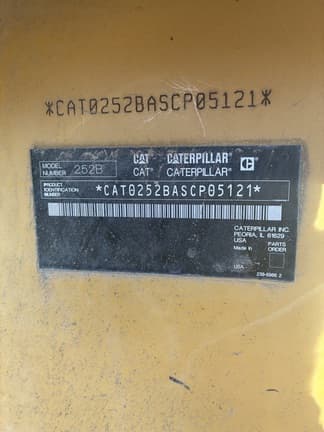 *CAT0252BASCP05121*
MODEL NUMBER 252B
CAT CATERPILLAR
CAT® CATERPILLAR®
PRODUCT IDENTIFICATION NUMBER *CAT0252BASCP05121*
CATERPILLAR INC.
PEORIA, IL 61629
USA
Made in PARTS ORDER
USA